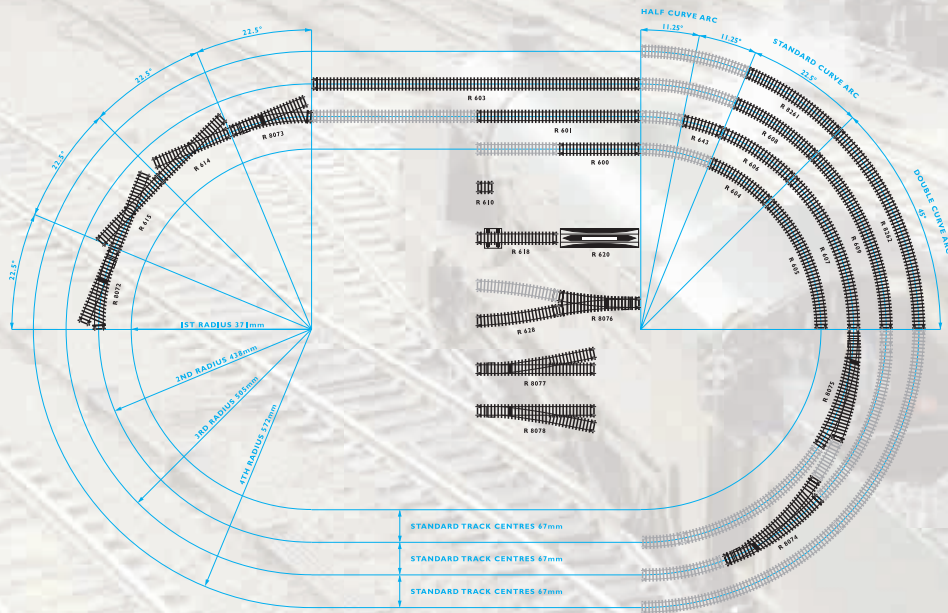 HALF CURVE ARC
22.5°
11.25°
11.25°
STANDARD CURVE ARC
22.5°
22.5°
R 603
R 8261
R 608
R 8073
R 601
R 643
R 606
R 614
R 600
R 604
22.5°
R 610
DOUBLE CURVE ARC
45°
R 615
R 618
R 620
R 605
R 607
R 609
R 8262
22.5°
R 8072
R 628
R 8076
1ST RADIUS 371mm
2ND RADIUS 438mm
R 8077
R 8075
3RD RADIUS 505mm
R 8078
4TH RADIUS 572mm
STANDARD TRACK CENTRES 67mm
R 8074
STANDARD TRACK CENTRES 67mm
STANDARD TRACK CENTRES 67mm